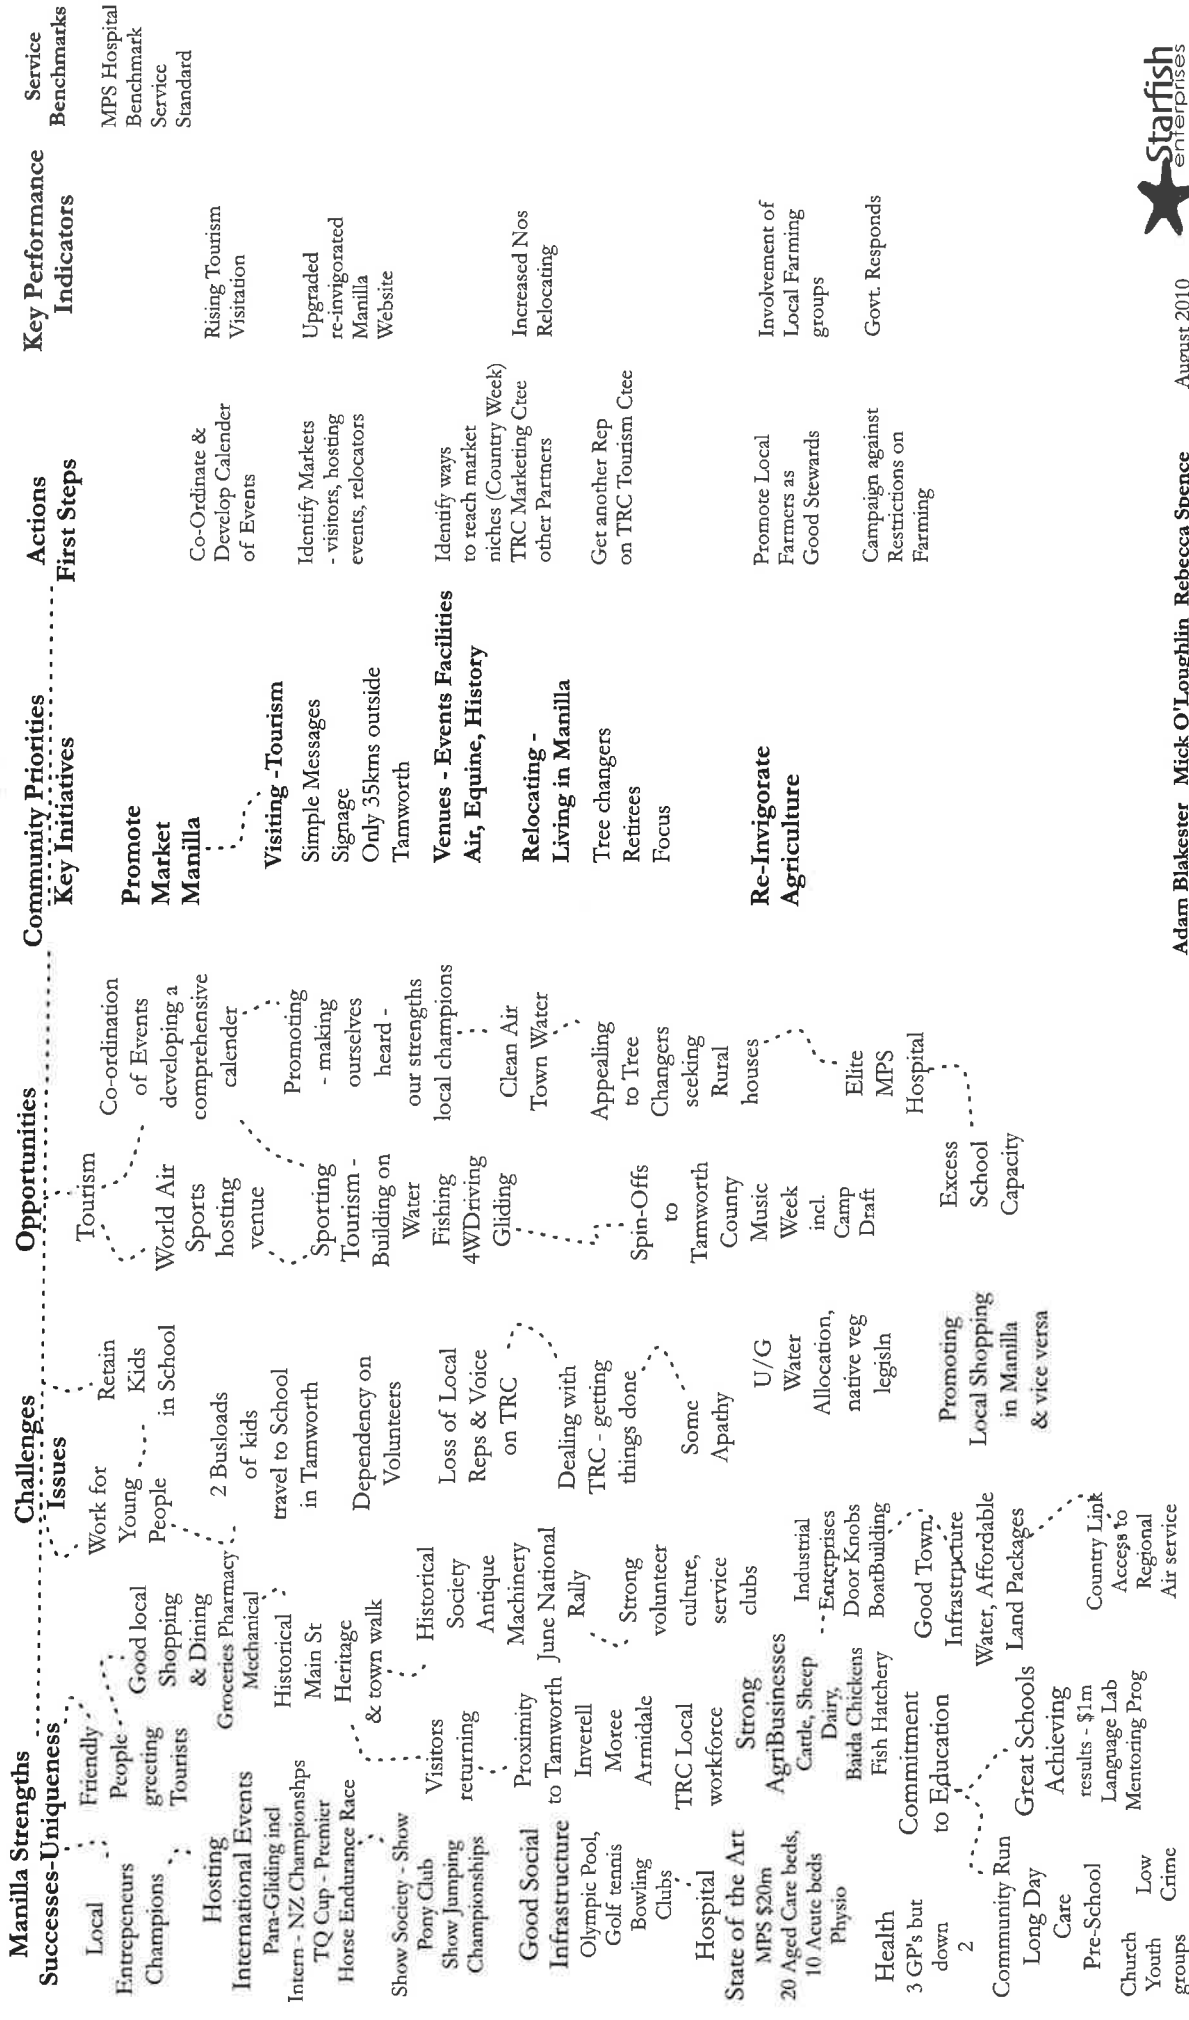 Manilla Strengths
Successes-Uniqueness
Local
Entrepeneurs
Champions
Friendly
People
greeting
Tourists
Good local
Shopping
& Dining
Groceries Pharmacy
Mechanical
Hosting
International Events
Para-Gliding incl
Intern - NZ Championships
TQ Cup - Premier
Horse Endurance Race
Historical
Main St
Heritage
& town walk
Show Society - Show
Pony Club
Show Jumping
Championships
Visitors
returning
Historical
Society
Antique
Machinery
June National
Rally
Good Social
Infrastructure
Olympic Pool,
Golf tennis
Bowling
Clubs
Proximity
to Tamworth
Inverell
Moree
Armidale
Strong
volunteer
culture,
service
clubs
TRC Local
workforce
Hospital
State of the Art
MPS $20m
20 Aged Care beds,
10 Acute beds
Physio
Strong
AgriBusinesses
Cattle, Sheep
Dairy,
Baida Chickens
Fish Hatchery
Industrial
Enerprises
Door Knobs
BoatBuilding
Health
3 GP's but
down
2
Commitment
to Education
Good Town
Infrastructure
Water, Affordable
Land Packages
Community Run
Long Day
Care
Pre-School
Great Schools
Achieving
results - $1m
Language Lab
Mentoring Prog
Country Link
Access to
Regional
Air service
Church
Youth
groups
Low
Crime
Challenges
Issues
Work for
Young
People
Retain
Kids
in School
2 Busloads
of kids
travel to School
in Tamworth
Dependency on
Volunteers
Loss of Local
Reps & Voice
on TRC
Dealing with
TRC - getting
things done
Some
Apathy
U/G
Water
Allocation,
native veg
legisln
Promoting
Local Shopping
in Manilla
& vice versa
Opportunities
Tourism
World Air
Sports
hosting
venue
Co-ordination
of Events
developing a
comprehensive
calender
Sporting
Tourism -
Building on
Water
Fishing
4WDriving
Gliding
Promoting
- making
ourselves
heard -
our strengths
local champions
Clean Air
Town Water
Spin-Offs
to
Tamworth
County
Music
Week
incl.
Camp
Draft
Appealing
to Tree
Changers
seeking
Rural
houses
Elite
MPS
Hospital
Excess
School
Capacity
Community Priorities
Key Initiatives
Promote
Market
Manilla
Visiting -Tourism
Simple Messages
Signage
Only 35kms outside
Tamworth
Venues - Events Facilities
Air, Equine, History
Relocating -
Living in Manilla
Tree changers
Retirees
Focus
Re-Invigorate
Agriculture
Actions
First Steps
Co-Ordinate &
Develop Calender
of Events
Identify Markets
- visitors, hosting
events, relocators
Identify ways
to reach market
niches (Country Week)
TRC Marketing Ctee
other Partners
Get another Rep
on TRC Tourism Ctee
Promote Local
Farmers as
Good Stewards
Campaign against
Restrictions on
Farming
Key Performance
Indicators
Rising Tourism
Visitation
Upgraded
re-invigorated
Manilla
Website
Increased Nos
Relocating
Involvement of
Local Farming
groups
Govt. Responds
Service
Benchmarks
MPS Hospital
Benchmark
Service
Standard
Adam Blakester Mick O'Loughlin Rebecca Spence August 2010
Starfish
enterprises